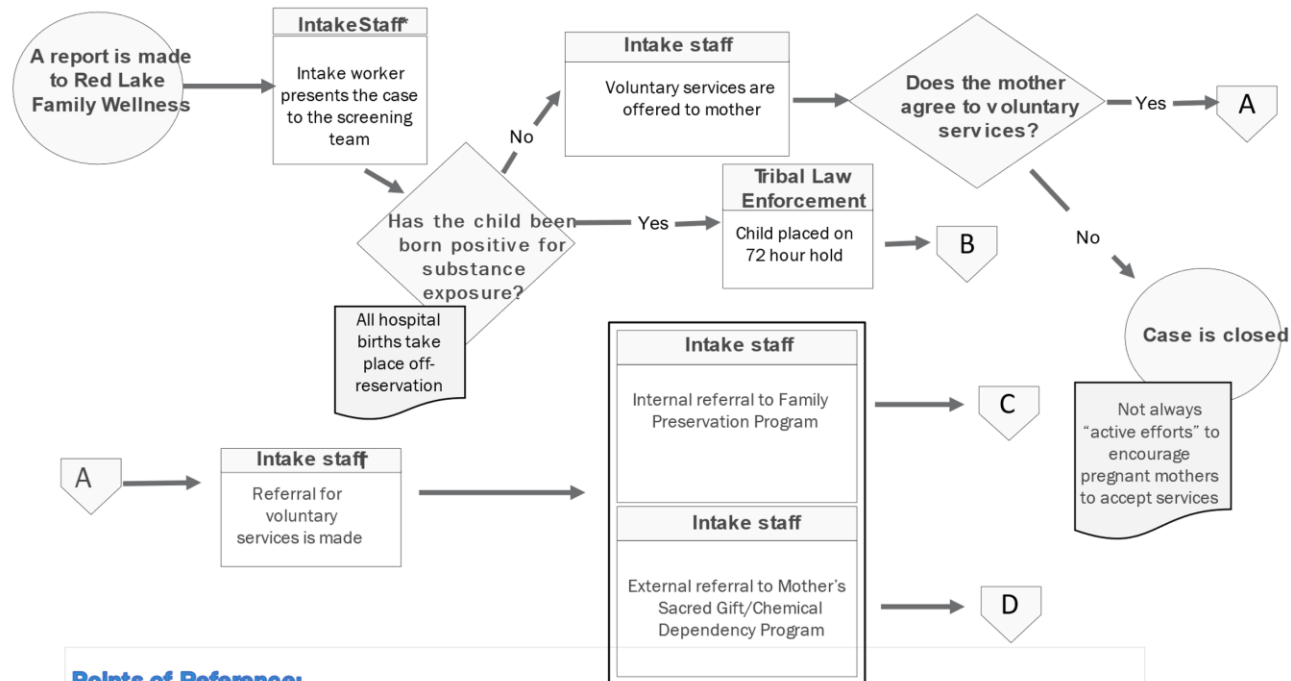 A report is made
to Red Lake
Family Wellness
IntakeStaff*
Intake worker
presents the case
to the screening
team
Has the child been
born positive for
substance
exposure?
All hospital
births take
place off-
reservation
No
Intake staff
Voluntary services are
offered to mother
Yes
Tribal Law
Enforcement
Child placed on
72 hour hold
B
Does the mother
agree to voluntary
services?
Yes
A
No
Case is closed
Not always
“active efforts” to
encourage
pregnant mothers
to accept services
A
Intake staff†
Referral for
voluntary
services is made
Intake staff
Internal referral to Family
Preservation Program
C
Intake staff
External referral to Mother’s
Sacred Gift/Chemical
Dependency Program
D
Points of Reference: